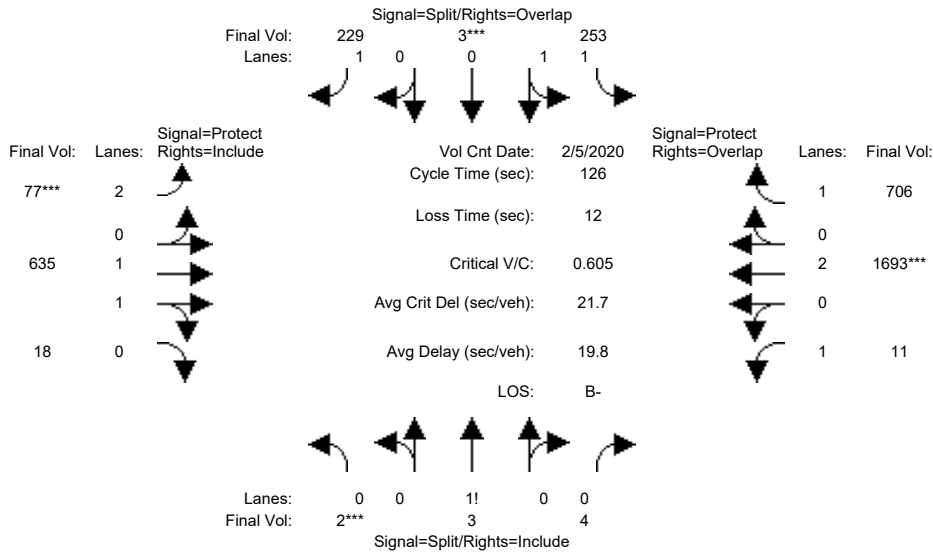 Signal=Split/Rights=Overlap
Final Vol: 229 3*** 253
Lanes: 1 0 0 1 1
Signal=Protect
Final Vol: Lanes: Rights=Include
Vol Cnt Date: 2/5/2020
Signal=Protect
Rights=Overlap Lanes: Final Vol:
Cycle Time (sec): 126
77*** 2
1 706
Loss Time (sec): 12
0
0
635 1
Critical V/C: 0.605
2 1693***
1
Avg Crit Del (sec/veh): 21.7
0
18 0
Avg Delay (sec/veh): 19.8
1 11
LOS: B-
Lanes: 0 0 1! 0 0
Final Vol: 2*** 3 4
Signal=Split/Rights=Include